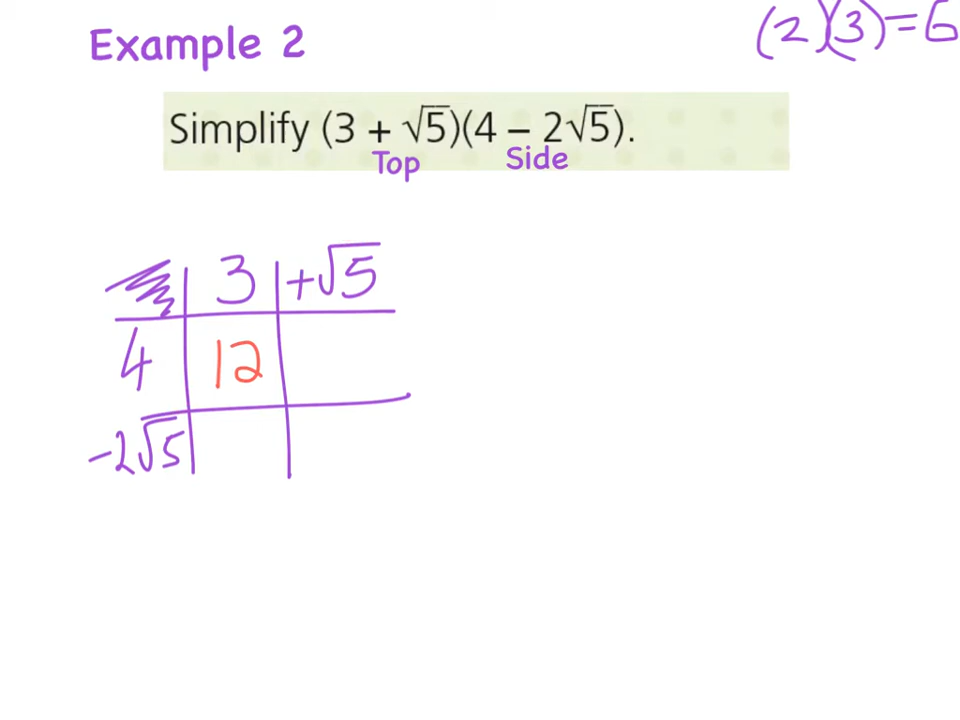 (2)(3)=6
Example 2
Simplify (3 + √5)(4 – 2√5).
Top Side
3 +√5
4 12
-2√5